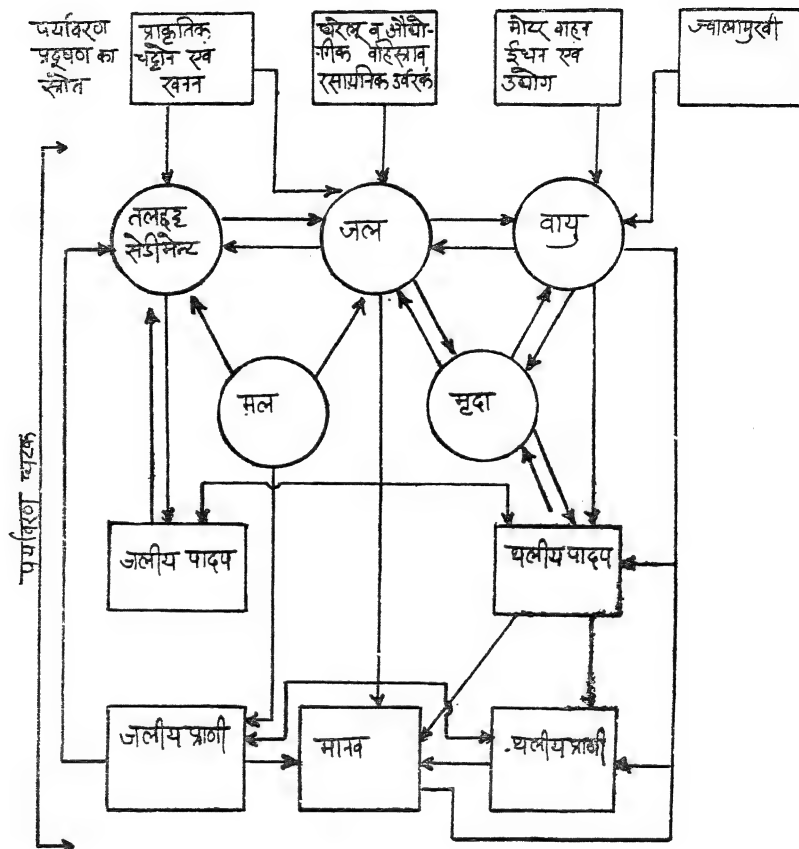 पर्यावरण
प्रदूषण का
स्रोत
प्राकृतिक
चट्टान एवं
खनन
घरेलू व औद्यो-
-गिक वहिस्राव
रसायनिक उर्वरक
मोटर वाहन
ईंधन एवं
उद्योग
ज्वालामुखी
तलछट
सेडीमेन्ट
जल
वायु
मल
मृदा
पर्यावरण घटक
जलीय पादप
थलीय पादप
जलीय प्राणी
मानव
थलीय प्राणी